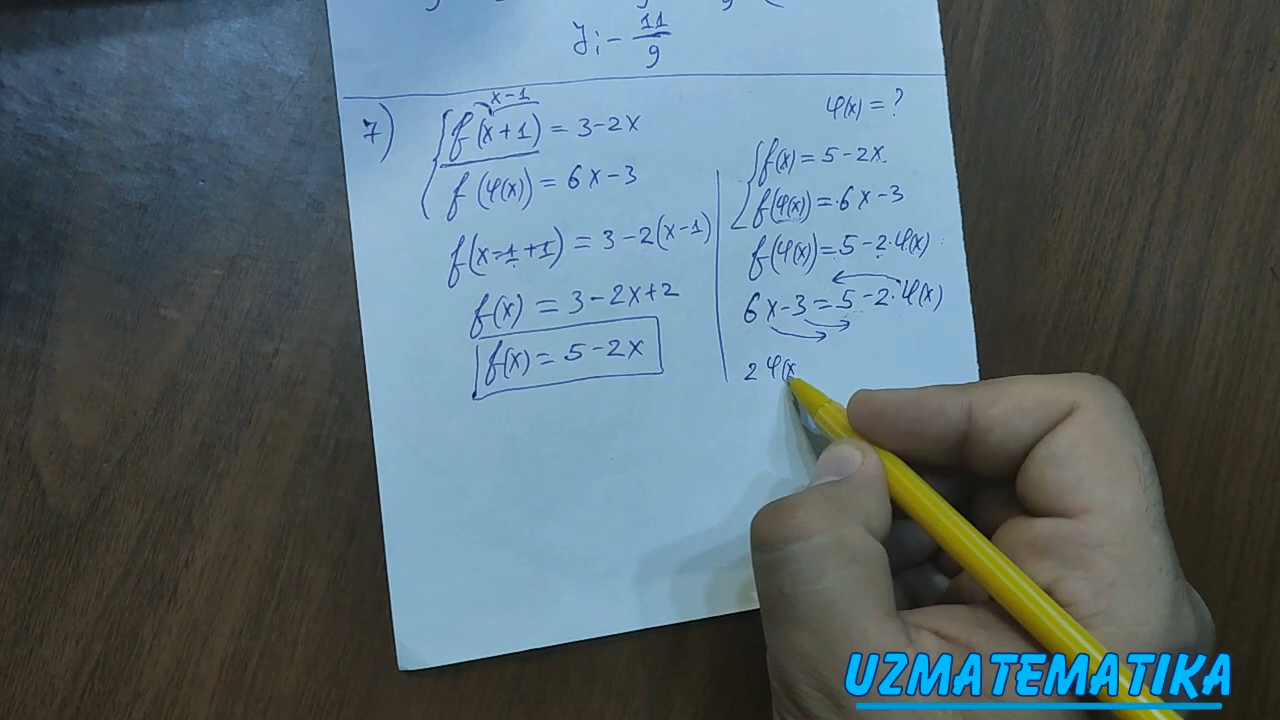 J: - 11/9
7) { f(x+1) = 3-2x
x-1
f(φ(x)) = 6x-3
f(x-1+1) = 3-2(x-1)
f(x) = 3-2x+2
f(x) = 5-2x
φ(x) = ?
{ f(x) = 5-2x
f(φ(x)) = 6x-3
f(φ(x)) = 5-2·φ(x)
6x-3 = 5-2·φ(x)
2φ(x
UZMATEMATIKA